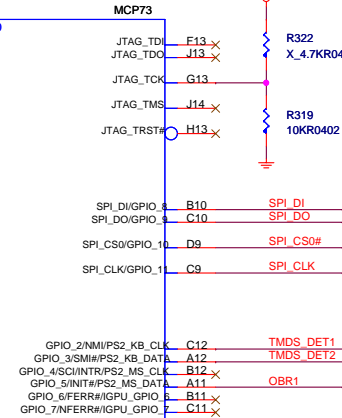 MCP73
JTAG_TDI F13
JTAG_TDO J13
R322
X_4.7KR04
JTAG_TCK G13
JTAG_TMS J14
R319
10KR0402
JTAG_TRST# H13
SPI_DI/GPIO_8 B10 SPI_DI
SPI_DO/GPIO_9 C10 SPI_DO
SPI_CS0/GPIO_10 D9 SPI_CS0#
SPI_CLK/GPIO_11 C9 SPI_CLK
GPIO_2/NMI/PS2_KB_CLK C12 TMDS_DET1
GPIO_3/SMI#/PS2_KB_DATA A12 TMDS_DET2
GPIO_4/SCI/INTR/PS2_MS_CLK B12
GPIO_5/INIT#/PS2_MS_DATA A11 OBR1
GPIO_6/FERR#/IGPU_GPIO_6 B11
GPIO_7/NFERR#/IGPU_GPIO_7 C11